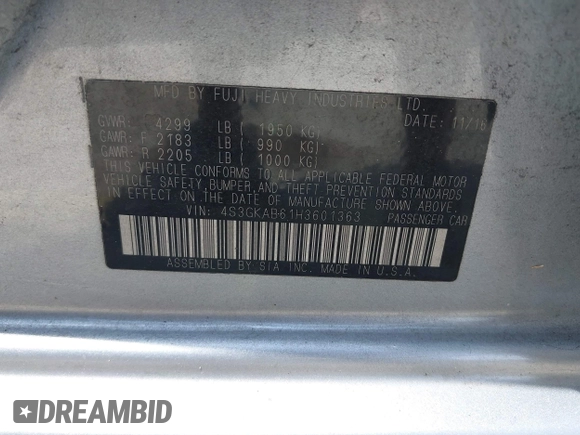 MFD BY FUJI HEAVY INDUSTRIES LTD.
GVWR: 4299 LB ( 1950 KG) DATE: 11/16
GAWR: F 2183 LB ( 990 KG)
GAWR: R 2205 LB ( 1000 KG)
THIS VEHICLE CONFORMS TO ALL APPLICABLE FEDERAL MOTOR
VEHICLE SAFETY, BUMPER, AND THEFT PREVENTION STANDARDS
IN EFFECT ON THE DATE OF MANUFACTURE SHOWN ABOVE.
VIN: 4S3GKAB61H3601363 PASSENGER CAR
ASSEMBLED BY SIA INC. MADE IN U.S.A.
DREAMBID